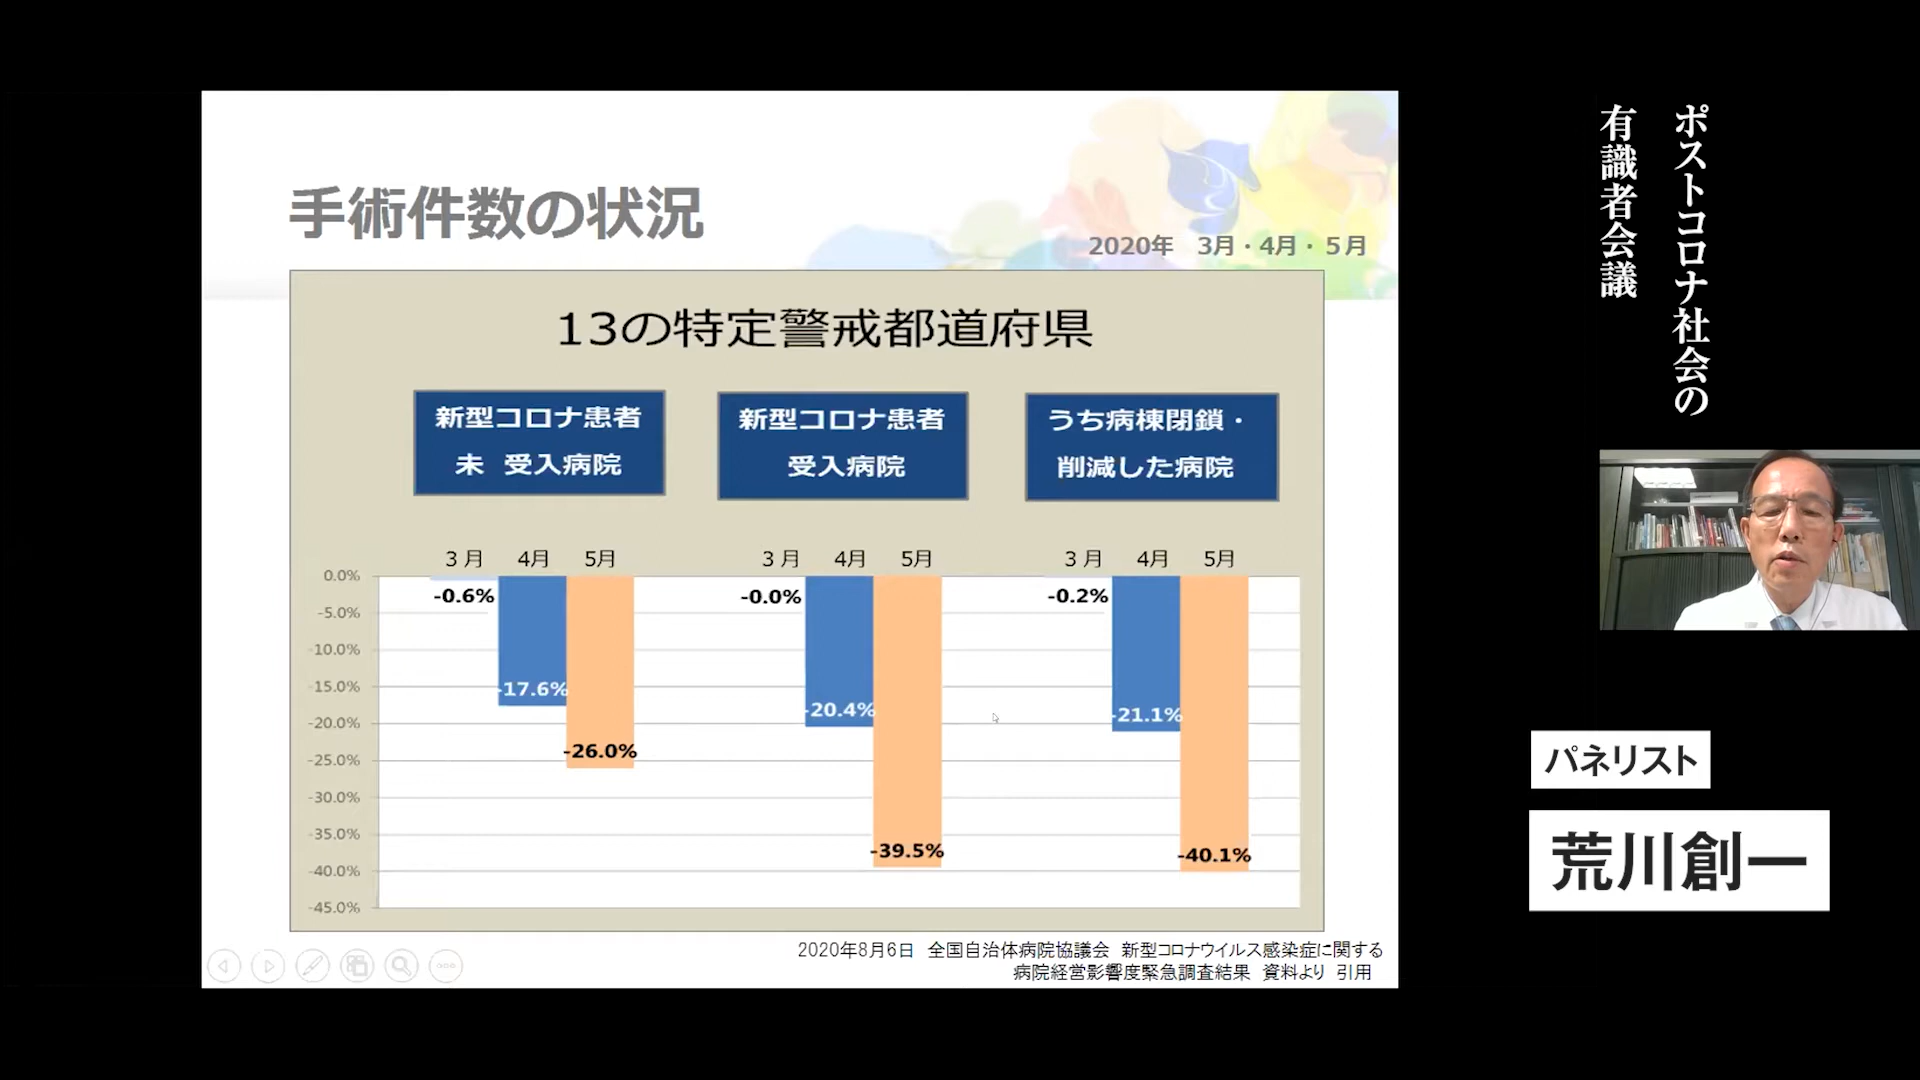 手術件数の状況
2020年　3月・4月・５月
13の特定警戒都道府県
新型コロナ患者
未　受入病院
新型コロナ患者
受入病院
うち病棟閉鎖・
削減した病院
３月 4月 5月
３月 4月 5月
３月 4月 5月
0.0%
-5.0%
-10.0%
-15.0%
-20.0%
-25.0%
-30.0%
-35.0%
-40.0%
-45.0%
-0.6%
-17.6%
-26.0%
-0.0%
-20.4%
-39.5%
-0.2%
-21.1%
-40.1%
2020年8月6日　全国自治体病院協議会　新型コロナウイルス感染症に関する
病院経営影響度緊急調査結果　資料より　引用
ポストコロナ社会の
有識者会議
パネリスト
荒川創一